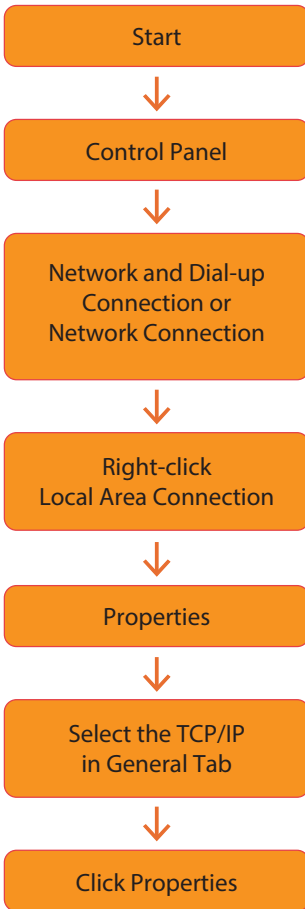 Start
Control Panel
Network and Dial-up
Connection or
Network Connection
Right-click
Local Area Connection
Properties
Select the TCP/IP
in General Tab
Click Properties